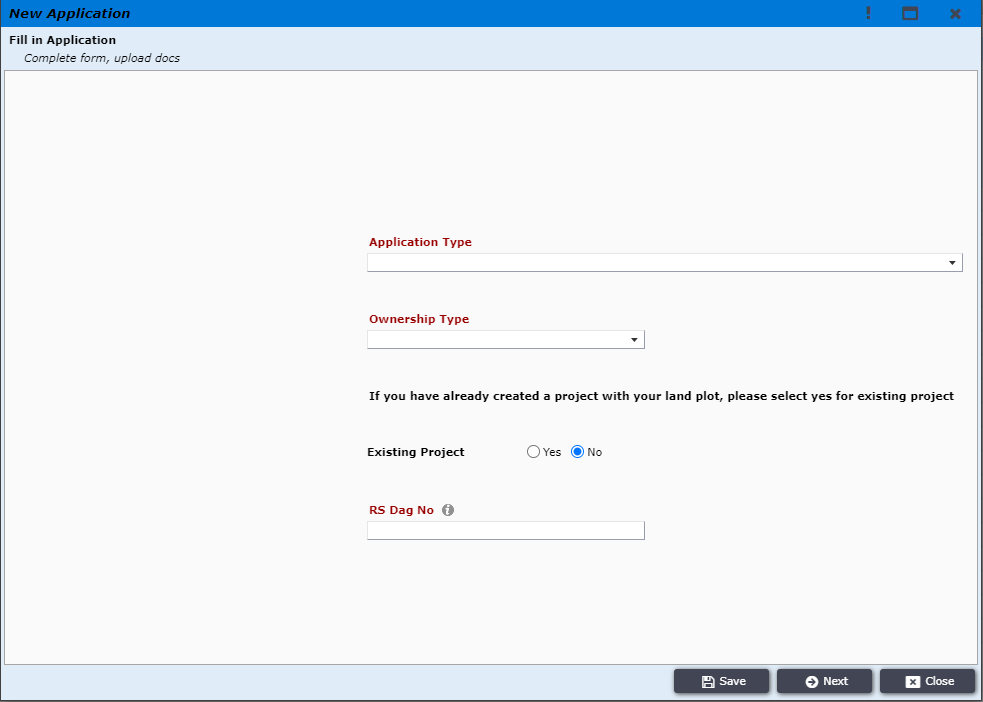 New Application
Fill in Application
Complete form, upload docs
Application Type
Ownership Type
If you have already created a project with your land plot, please select yes for existing project
Existing Project Yes No
RS Dag No
Save Next Close